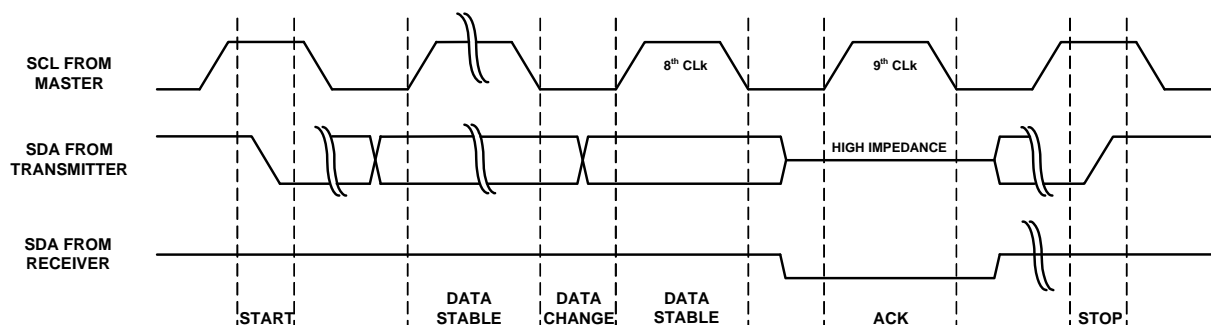 SCL FROM
MASTER
8th CLk
9th CLk
SDA FROM
TRANSMITTER
HIGH IMPEDANCE
SDA FROM
RECEIVER
START
DATA
STABLE
DATA
CHANGE
DATA
STABLE
ACK
STOP